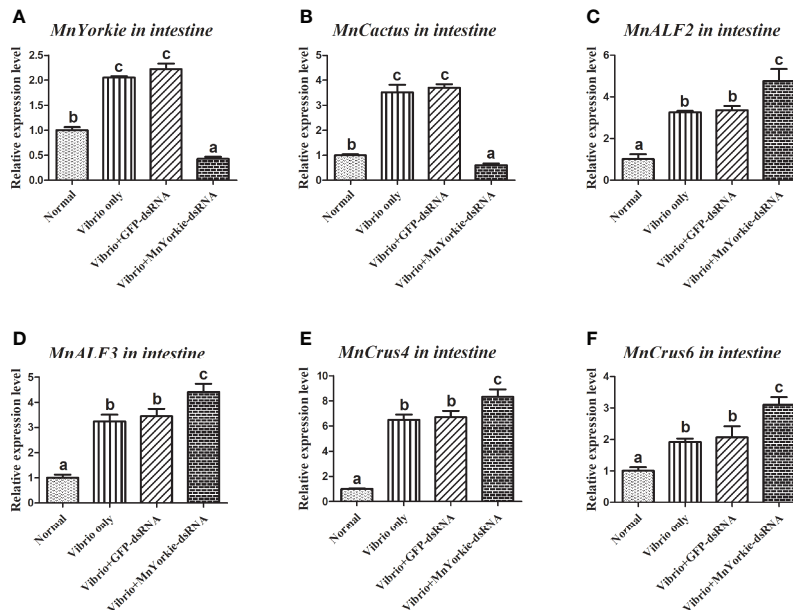 A
MnYorkie in intestine
Relative expression level
2.5
2.0
1.5
1.0
0.5
0.0
b
c
c
a
Normal
Vibrio only
Vibrio+GFP-dsRNA
Vibrio+MnYorkie-dsRNA
B
MnCactus in intestine
Relative expression level
5
4
3
2
1
0
b
c
c
a
Normal
Vibrio only
Vibrio+GFP-dsRNA
Vibrio+MnYorkie-dsRNA
C
MnALF2 in intestine
Relative expression level
6
4
2
0
a
b
b
c
Normal
Vibrio only
Vibrio+GFP-dsRNA
Vibrio+MnYorkie-dsRNA
D
MnALF3 in intestine
Relative expression level
5
4
3
2
1
0
a
b
b
c
Normal
Vibrio only
Vibrio+GFP-dsRNA
Vibrio+MnYorkie-dsRNA
E
MnCrus4 in intestine
Relative expression level
10
8
6
4
2
0
a
b
b
c
Normal
Vibrio only
Vibrio+GFP-dsRNA
Vibrio+MnYorkie-dsRNA
F
MnCrus6 in intestine
Relative expression level
4
3
2
1
0
a
b
b
c
Normal
Vibrio only
Vibrio+GFP-dsRNA
Vibrio+MnYorkie-dsRNA